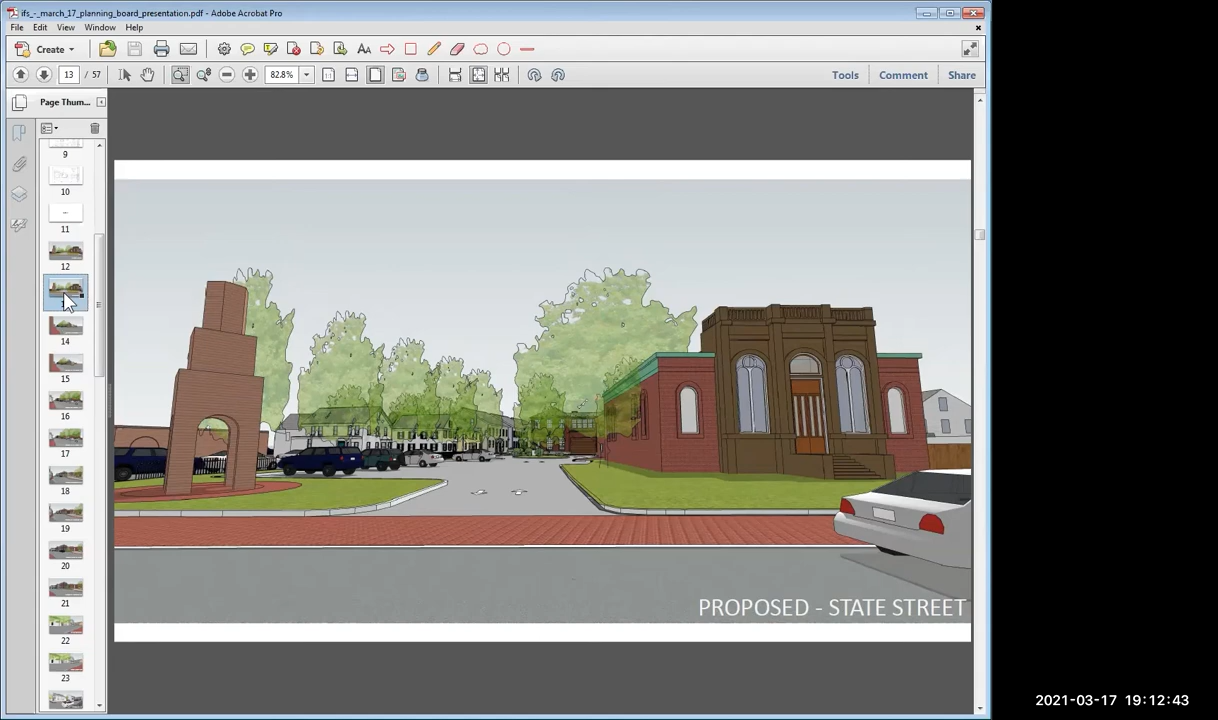 ifs_-_march_17_planning_board_presentation.pdf - Adobe Acrobat Pro
File Edit View Window Help
Create
13 / 57 82.8% Tools Comment Share
Page Thum...
9
10
11
12
14
15
16
17
18
19
20
21
22
23
PROPOSED - STATE STREET
2021-03-17 19:12:43